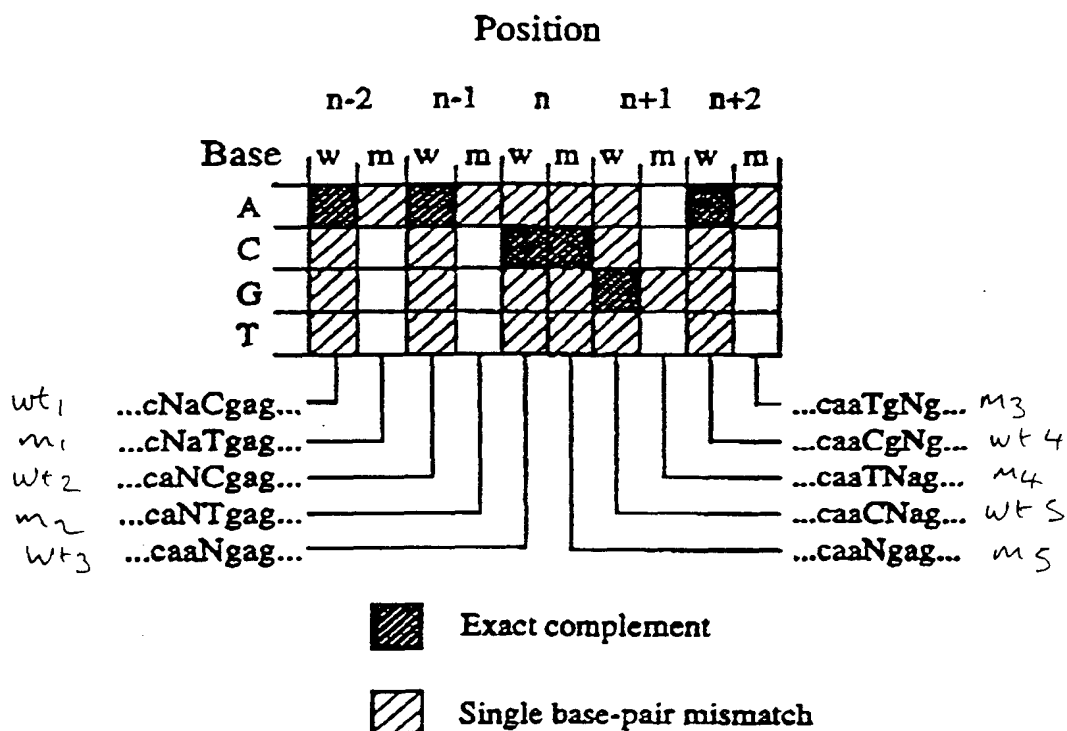 Position
n-2 n-1 n n+1 n+2
Base w m w m w m w m w m
A
C
G
T
wt1 ...cNaCgag... ...caaTgNg... m3
m1 ...cNaTgag... ...caaCgNg... wt4
wt2 ...caNCgag... ...caaTNag... m4
m2 ...caNTgag... ...caaCNag... wt5
wt3 ...caaNgag... ...caaNgag... m5
Exact complement
Single base-pair mismatch